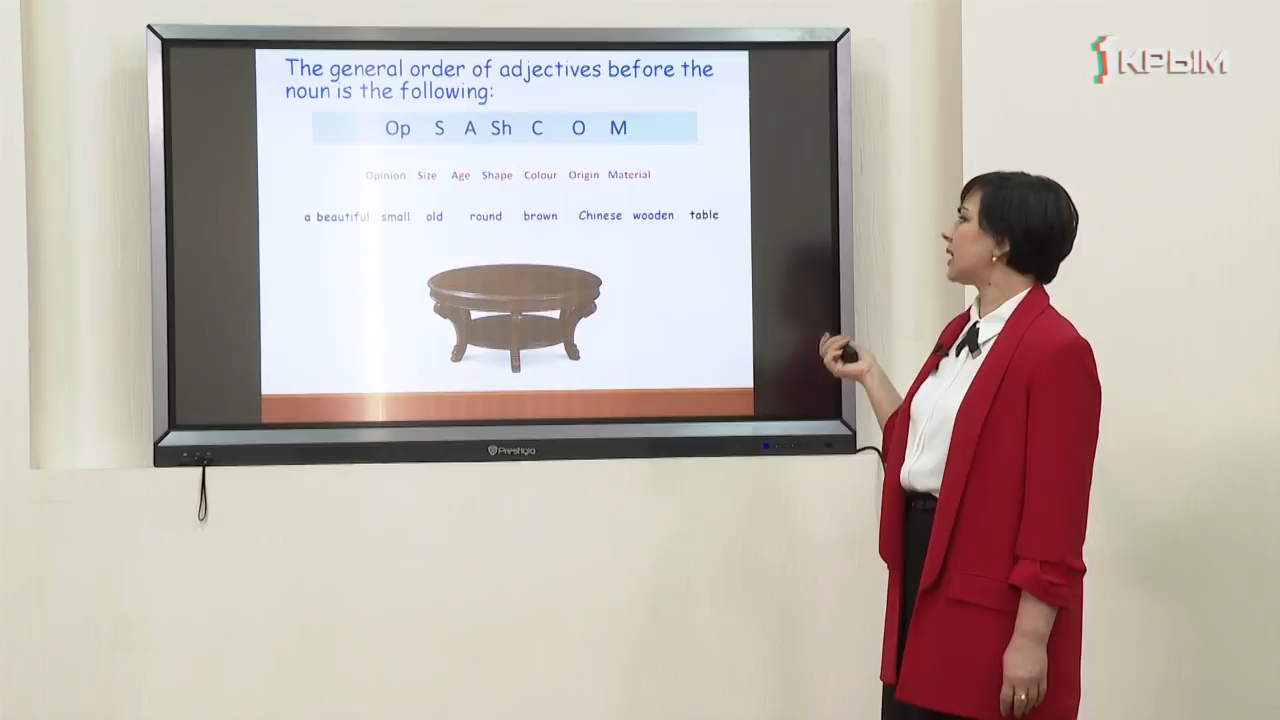 The general order of adjectives before the
noun is the following:
Op S A Sh C O M
Opinion Size Age Shape Colour Origin Material
a beautiful small old round brown Chinese wooden table
1 КРЫМ
Prestigio